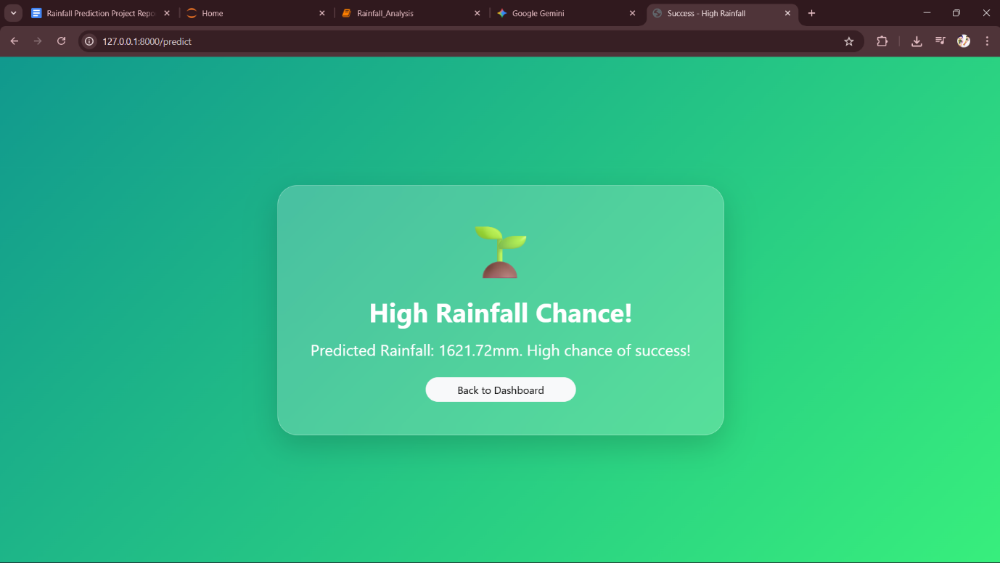 Rainfall Prediction Project Repo
Home
Rainfall_Analysis
Google Gemini
Success - High Rainfall
127.0.0.1:8000/predict
High Rainfall Chance!
Predicted Rainfall: 1621.72mm. High chance of success!
Back to Dashboard